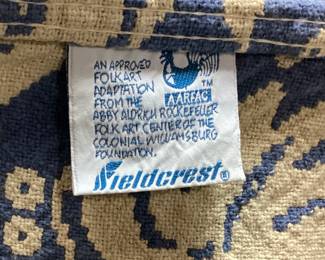 AN APPROVED
FOLK ART
ADAPTATION
FROM THE
ABBY ALDRICH ROCKEFELLER
FOLK ART CENTER OF THE
COLONIAL WILLIAMSBURG
FOUNDATION.
TM
AARFAC
Fieldcrest ®